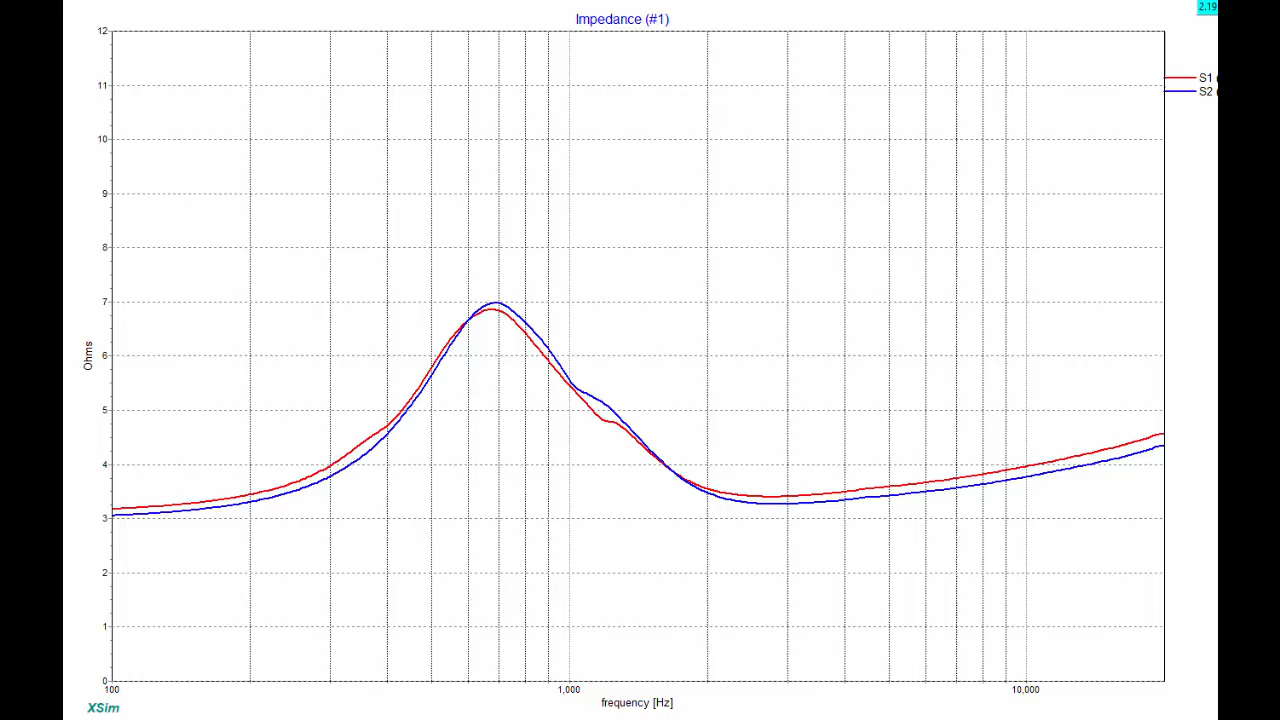 Impedance (#1)
2.19
12
11
10
9
8
7
6
5
4
3
2
1
0
Ohms
S1 (
S2 (
100
1,000
10,000
frequency [Hz]
XSim